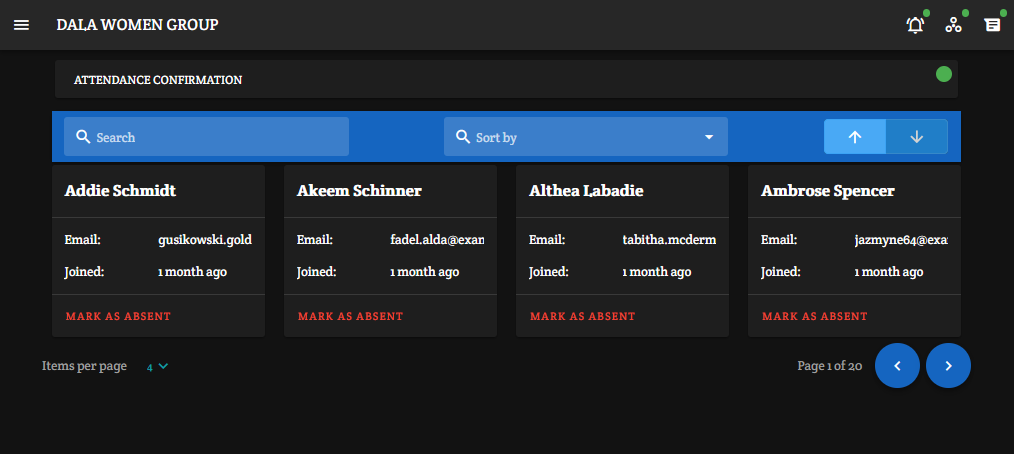 DALA WOMEN GROUP
ATTENDANCE CONFIRMATION
Search
Sort by
Addie Schmidt
Akeem Schinner
Althea Labadie
Ambrose Spencer
Email: gusikowski.gold
Email: fadel.alda@exan
Email: tabitha.mcderm
Email: jazmyne64@exa
Joined: 1 month ago
Joined: 1 month ago
Joined: 1 month ago
Joined: 1 month ago
MARK AS ABSENT
MARK AS ABSENT
MARK AS ABSENT
MARK AS ABSENT
Items per page 4
Page 1 of 20